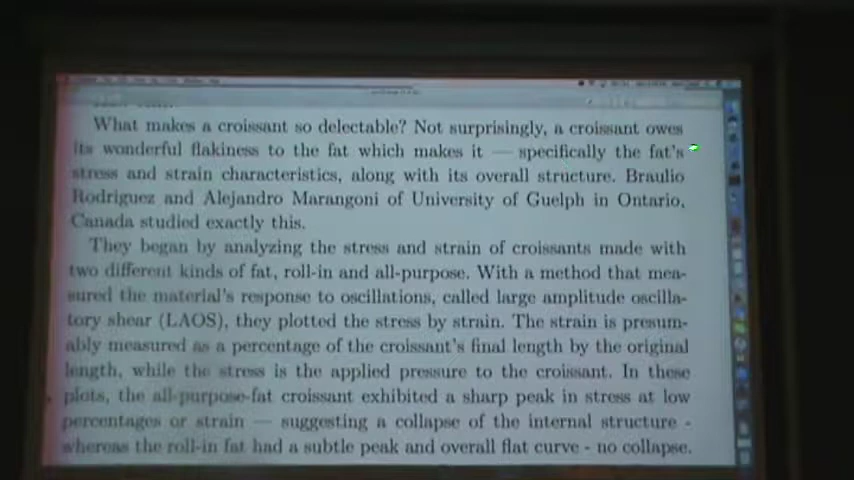 What makes a croissant so delectable? Not surprisingly, a croissant owes
its wonderful flakiness to the fat which makes it — specifically the fat's
stress and strain characteristics, along with its overall structure. Braulio
Rodriguez and Alejandro Marangoni of University of Guelph in Ontario,
Canada studied exactly this.
They began by analyzing the stress and strain of croissants made with
two different kinds of fat, roll-in and all-purpose. With a method that mea-
sured the material's response to oscillations, called large amplitude oscilla-
tory shear (LAOS), they plotted the stress by strain. The strain is presum-
ably measured as a percentage of the croissant's final length by the original
length, while the stress is the applied pressure to the croissant. In these
plots, the all-purpose-fat croissant exhibited a sharp peak in stress at low
percentages or strain — suggesting a collapse of the internal structure -
whereas the roll-in fat had a subtle peak and overall flat curve - no collapse.